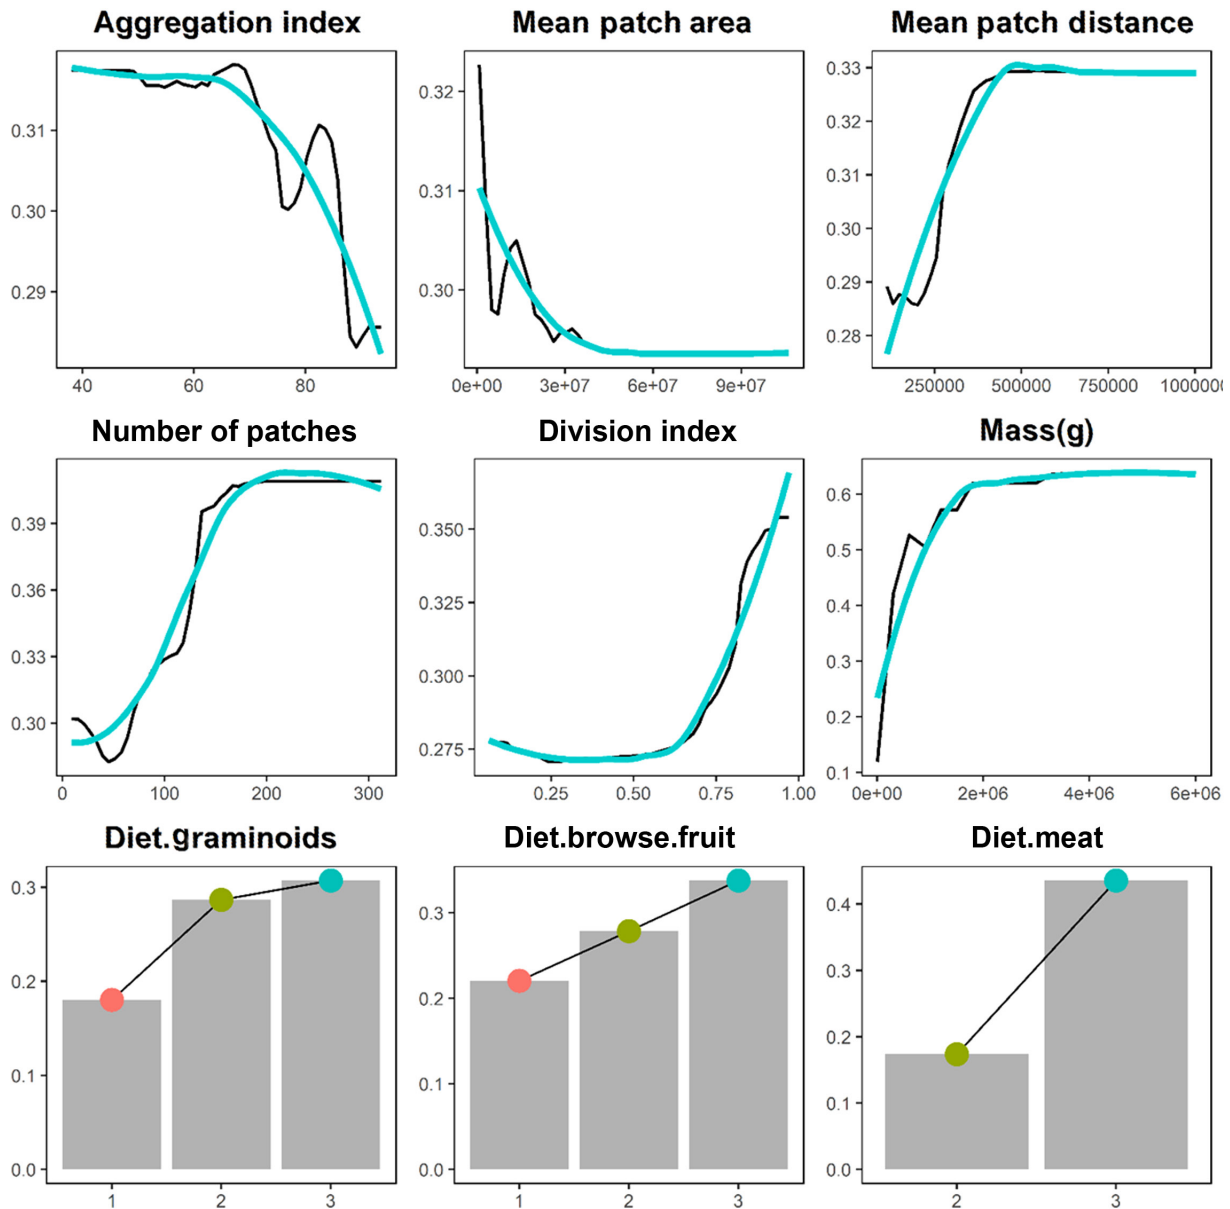 Aggregation index
Mean patch area
Mean patch distance
0.31
0.30
0.29
40 60 80
0.32
0.31
0.30
0e+00 3e+07 6e+07 9e+07
0.33
0.32
0.31
0.30
0.29
0.28
250000 500000 750000 1000000
Number of patches
Division index
Mass(g)
0.39
0.36
0.33
0.30
0 100 200 300
0.350
0.325
0.300
0.275
0.25 0.50 0.75 1.00
0.6
0.5
0.4
0.3
0.2
0.1
0e+00 2e+06 4e+06 6e+06
Diet.graminoids
Diet.browse.fruit
Diet.meat
0.3
0.2
0.1
0.0
1 2 3
0.3
0.2
0.1
0.0
1 2 3
0.4
0.3
0.2
0.1
0.0
2 3